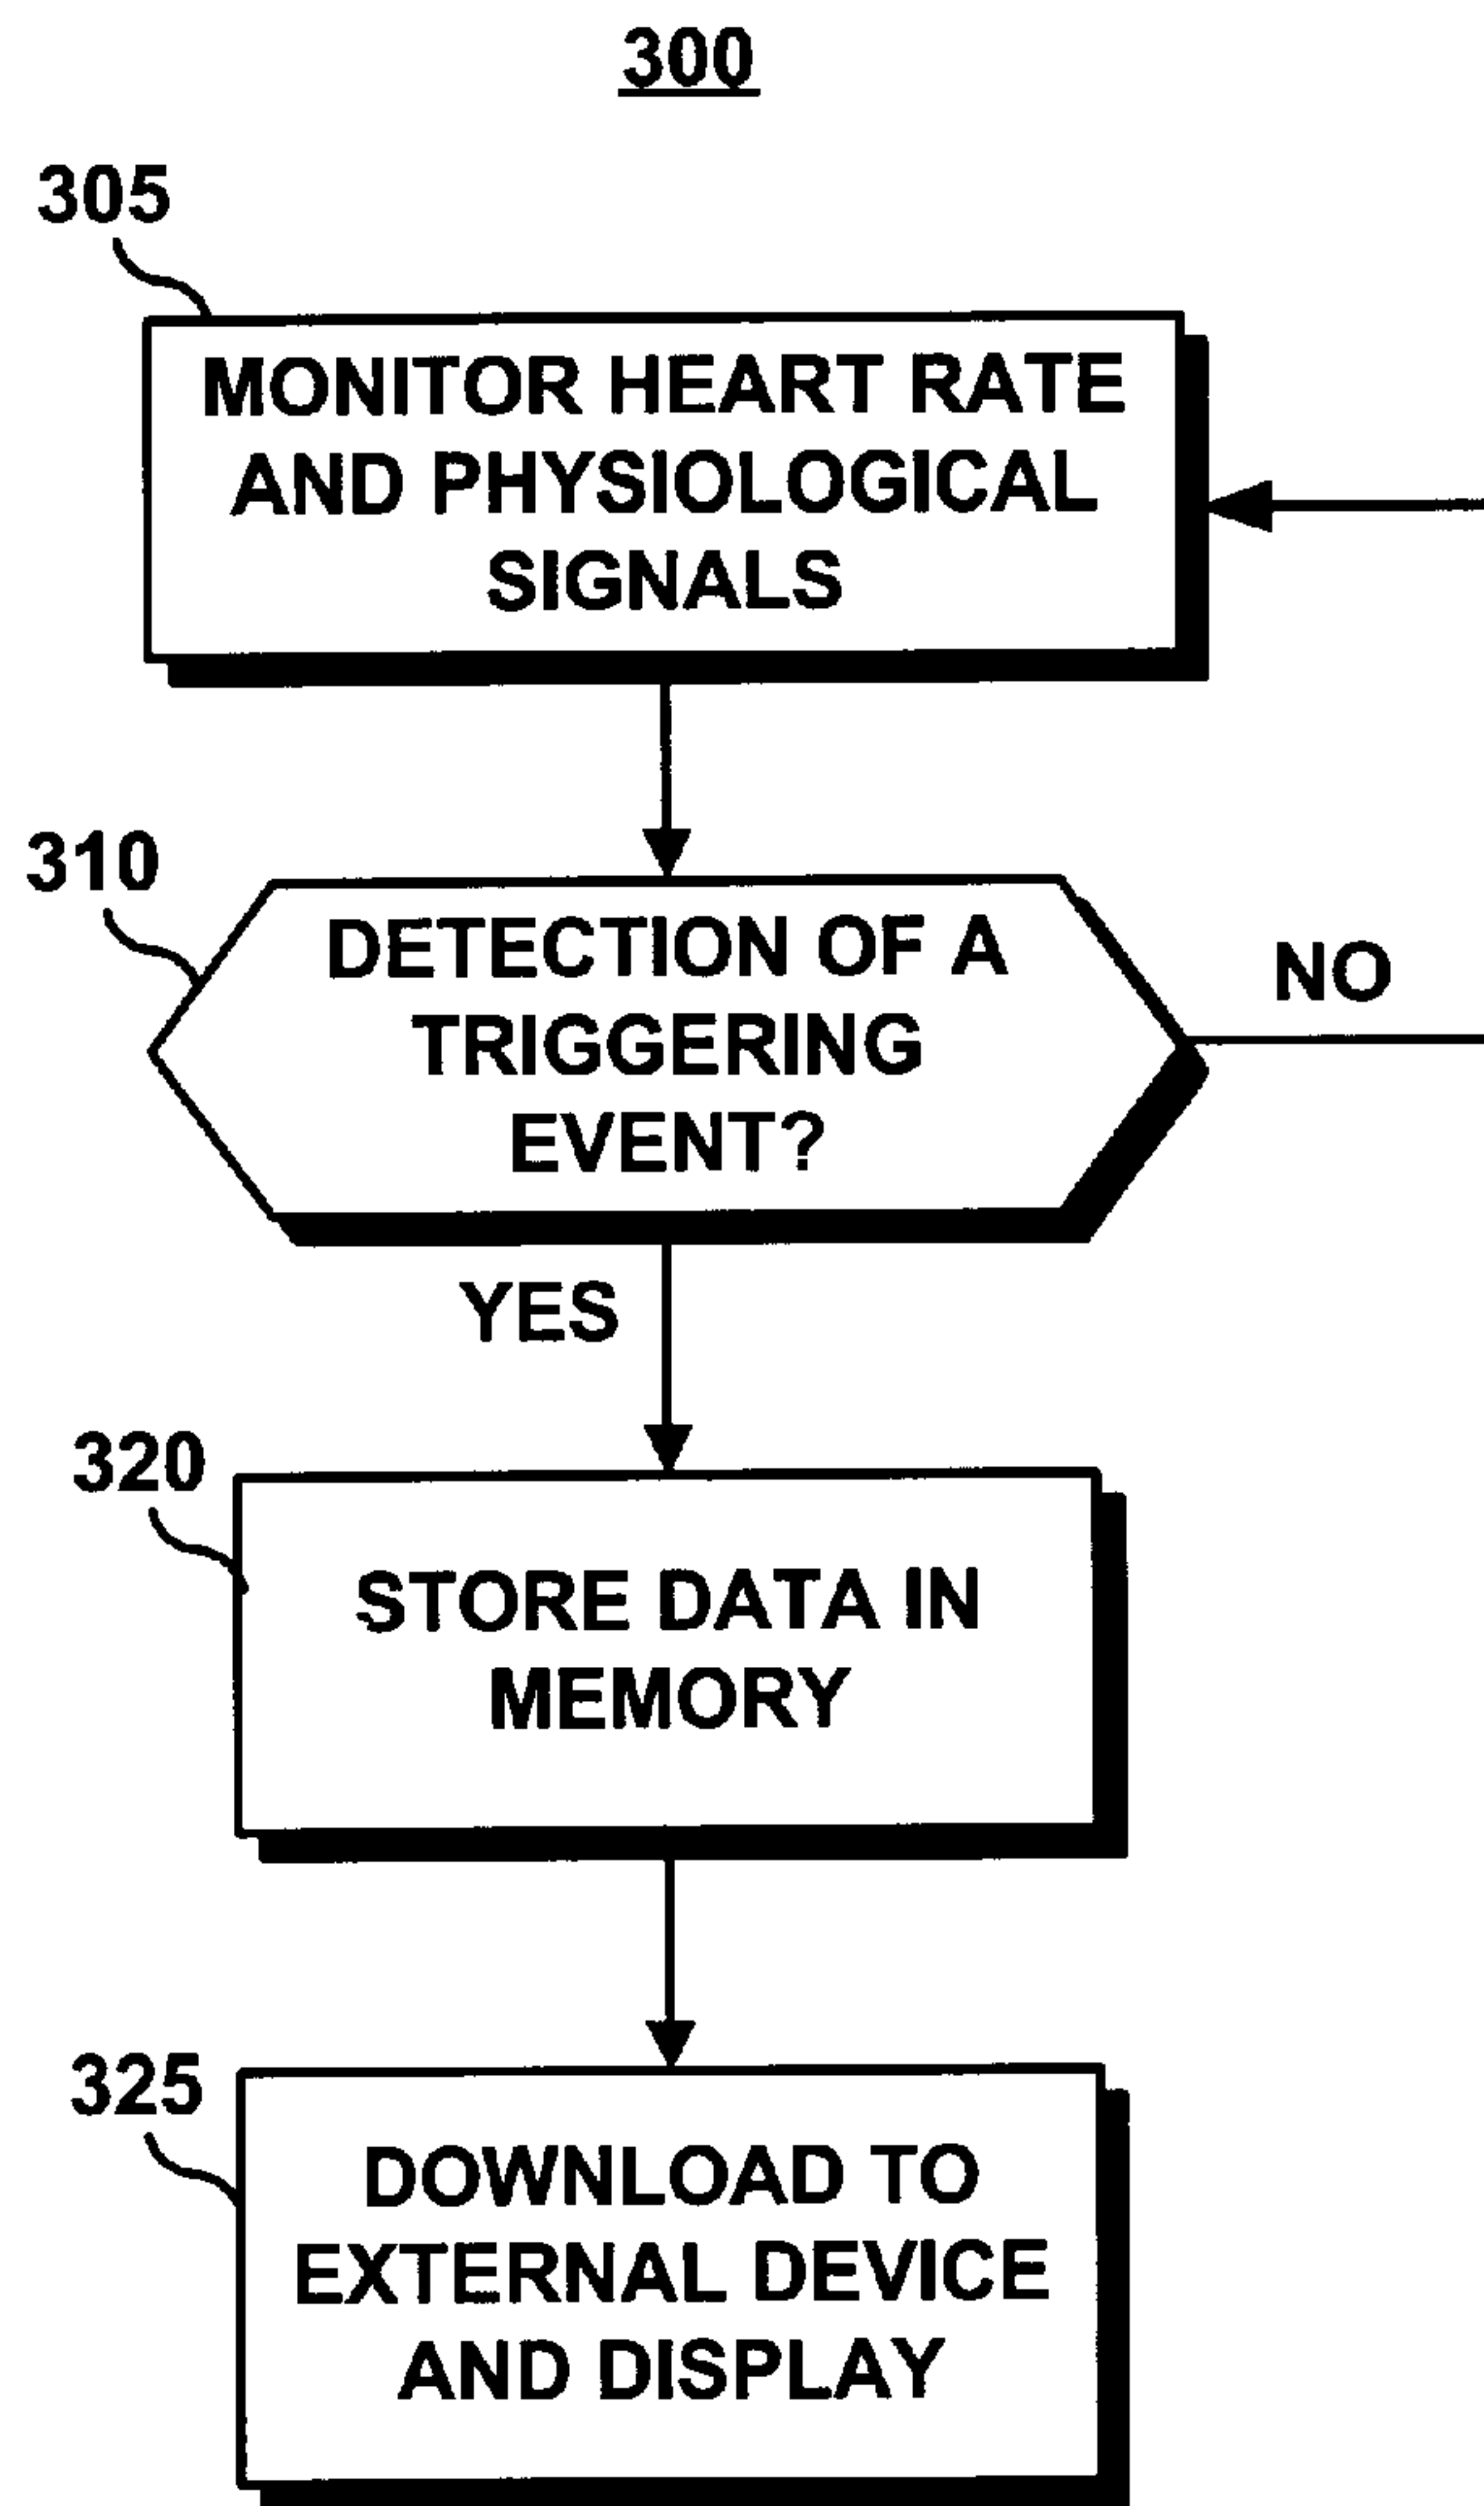 300
305
MONITOR HEART RATE
AND PHYSIOLOGICAL
SIGNALS
310
DETECTION OF A
TRIGGERING
EVENT?
NO
YES
320
STORE DATA IN
MEMORY
325
DOWNLOAD TO
EXTERNAL DEVICE
AND DISPLAY